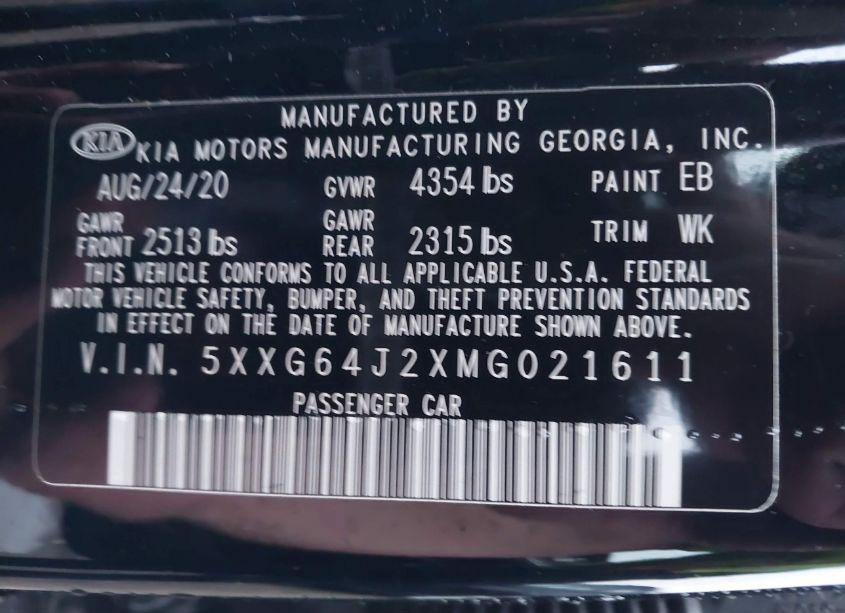 MANUFACTURED BY
KIA KIA MOTORS MANUFACTURING GEORGIA, INC.
AUG/24/20 GVWR 4354 lbs PAINT EB
GAWR FRONT 2513 lbs GAWR REAR 2315 lbs TRIM WK
THIS VEHICLE CONFORMS TO ALL APPLICABLE U.S.A. FEDERAL
MOTOR VEHICLE SAFETY, BUMPER, AND THEFT PREVENTION STANDARDS
IN EFFECT ON THE DATE OF MANUFACTURE SHOWN ABOVE.
V.I.N. 5XXG64J2XMG021611
PASSENGER CAR